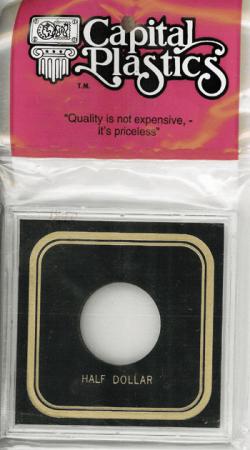 Capital
Plastics
T.M.
"Quality is not expensive, -
it's priceless"
HALF DOLLAR